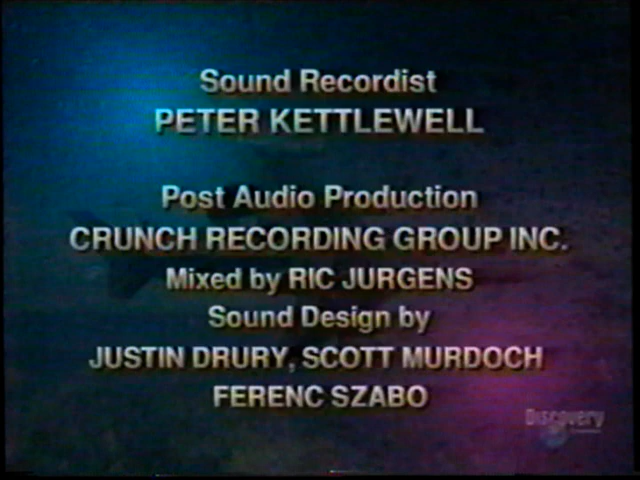 Sound Recordist
PETER KETTLEWELL
Post Audio Production
CRUNCH RECORDING GROUP INC.
Mixed by RIC JURGENS
Sound Design by
JUSTIN DRURY, SCOTT MURDOCH
FERENC SZABO
Discovery